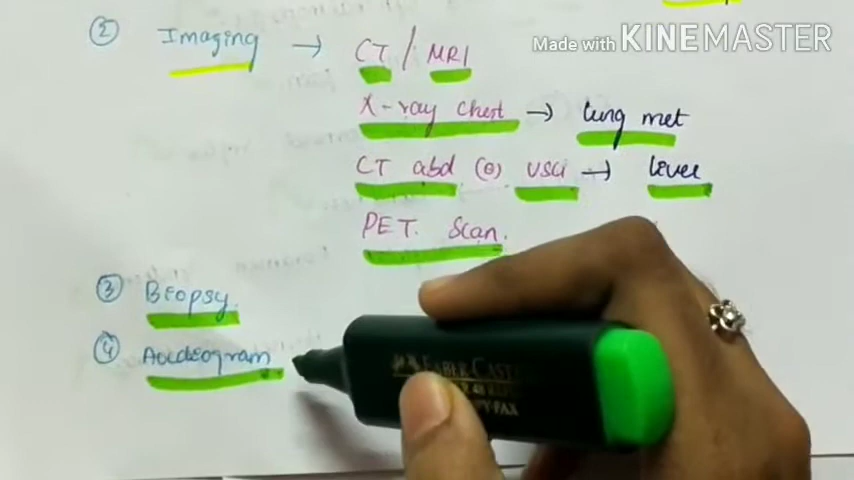 Made with KINEMASTER
② Imaging → CT / MRI
X-ray chest → lung met
CT abd (or) USG → liver
PET. Scan.
③ Biopsy.
④ Audiogram
FABER CASTELL